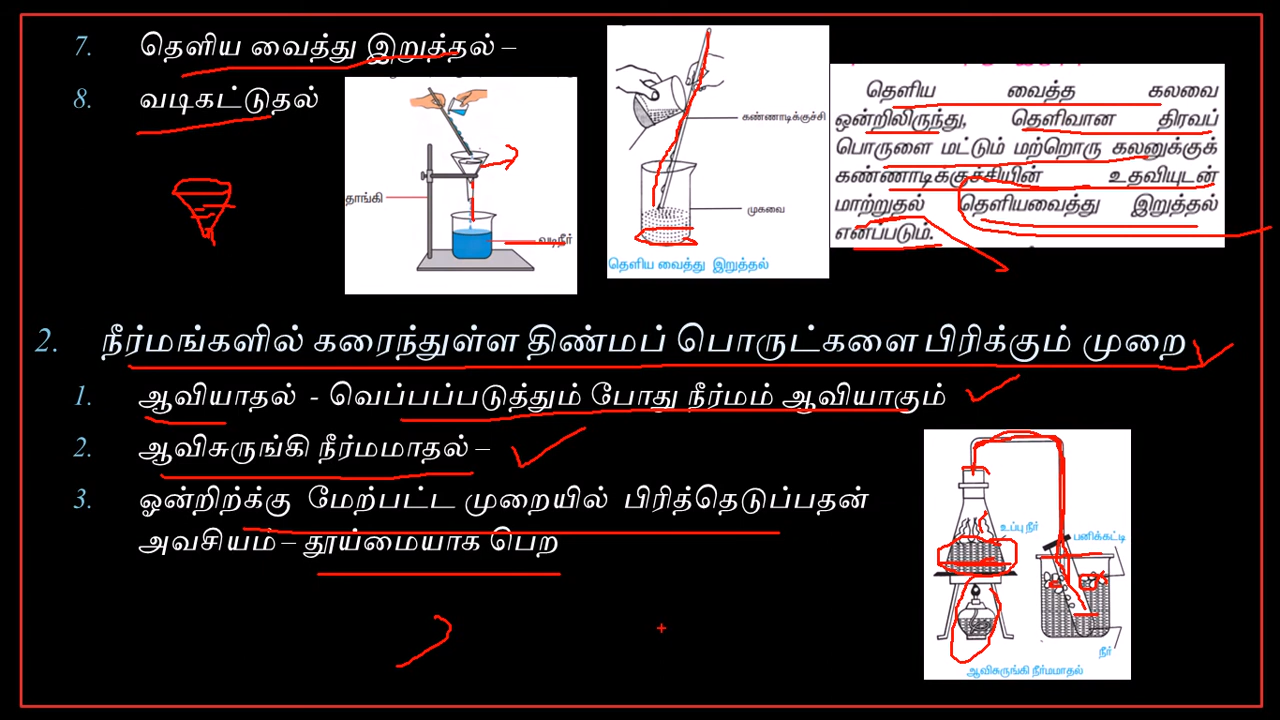 7. தெளிய வைத்து இறுத்தல் –
8. வடிகட்டுதல்
தாங்கி
வடிநீர்
கண்ணாடிக்குச்சி
முகவை
தெளிய வைத்து இறுத்தல்
தெளிய வைத்த கலவை
ஒன்றிலிருந்து, தெளிவான திரவப்
பொருளை மட்டும் மற்றொரு கலனுக்குக்
கண்ணாடிக்குச்சியின் உதவியுடன்
மாற்றுதல் தெளியவைத்து இறுத்தல்
எனப்படும்.
2. நீர்மங்களில் கரைந்துள்ள திண்மப் பொருட்களை பிரிக்கும் முறை
1. ஆவியாதல் - வெப்பப்படுத்தும் போது நீர்மம் ஆவியாகும்
2. ஆவிசுருங்கி நீர்மமாதல் –
3. ஓன்றிற்க்கு மேற்பட்ட முறையில் பிரித்தெடுப்பதன்
அவசியம் – தூய்மையாக பெற
உப்பு நீர்
பனிக்கட்டி
நீர்
ஆவிசுருங்கி நீர்மமாதல்